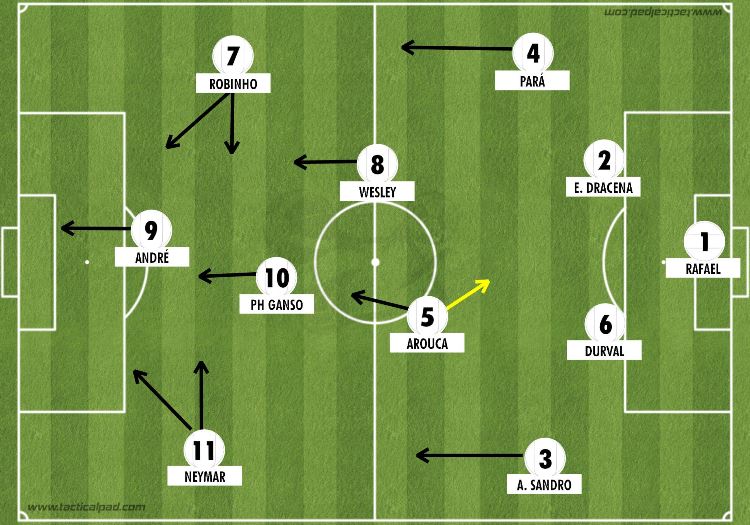 www.tacticalpad.com
7
ROBINHO
4
PARÁ
8
WESLEY
2
E. DRACENA
9
ANDRÉ
1
RAFAEL
10
PH GANSO
5
AROUCA
6
DURVAL
11
NEYMAR
3
A. SANDRO
www.tacticalpad.com